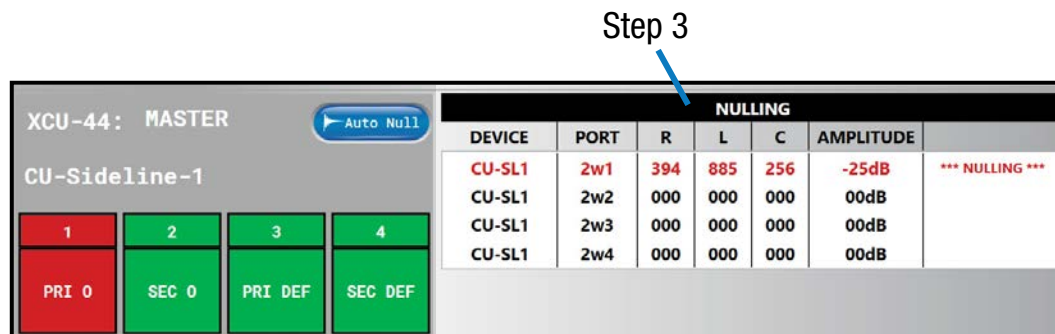 Step 3
XCU-44: MASTER
Auto Null
CU-Sideline-1
1 2 3 4
PRI O SEC O PRI DEF SEC DEF
NULLING
DEVICE PORT R L C AMPLITUDE
CU-SL1 2w1 394 885 256 -25dB *** NULLING ***
CU-SL1 2w2 000 000 000 00dB
CU-SL1 2w3 000 000 000 00dB
CU-SL1 2w4 000 000 000 00dB